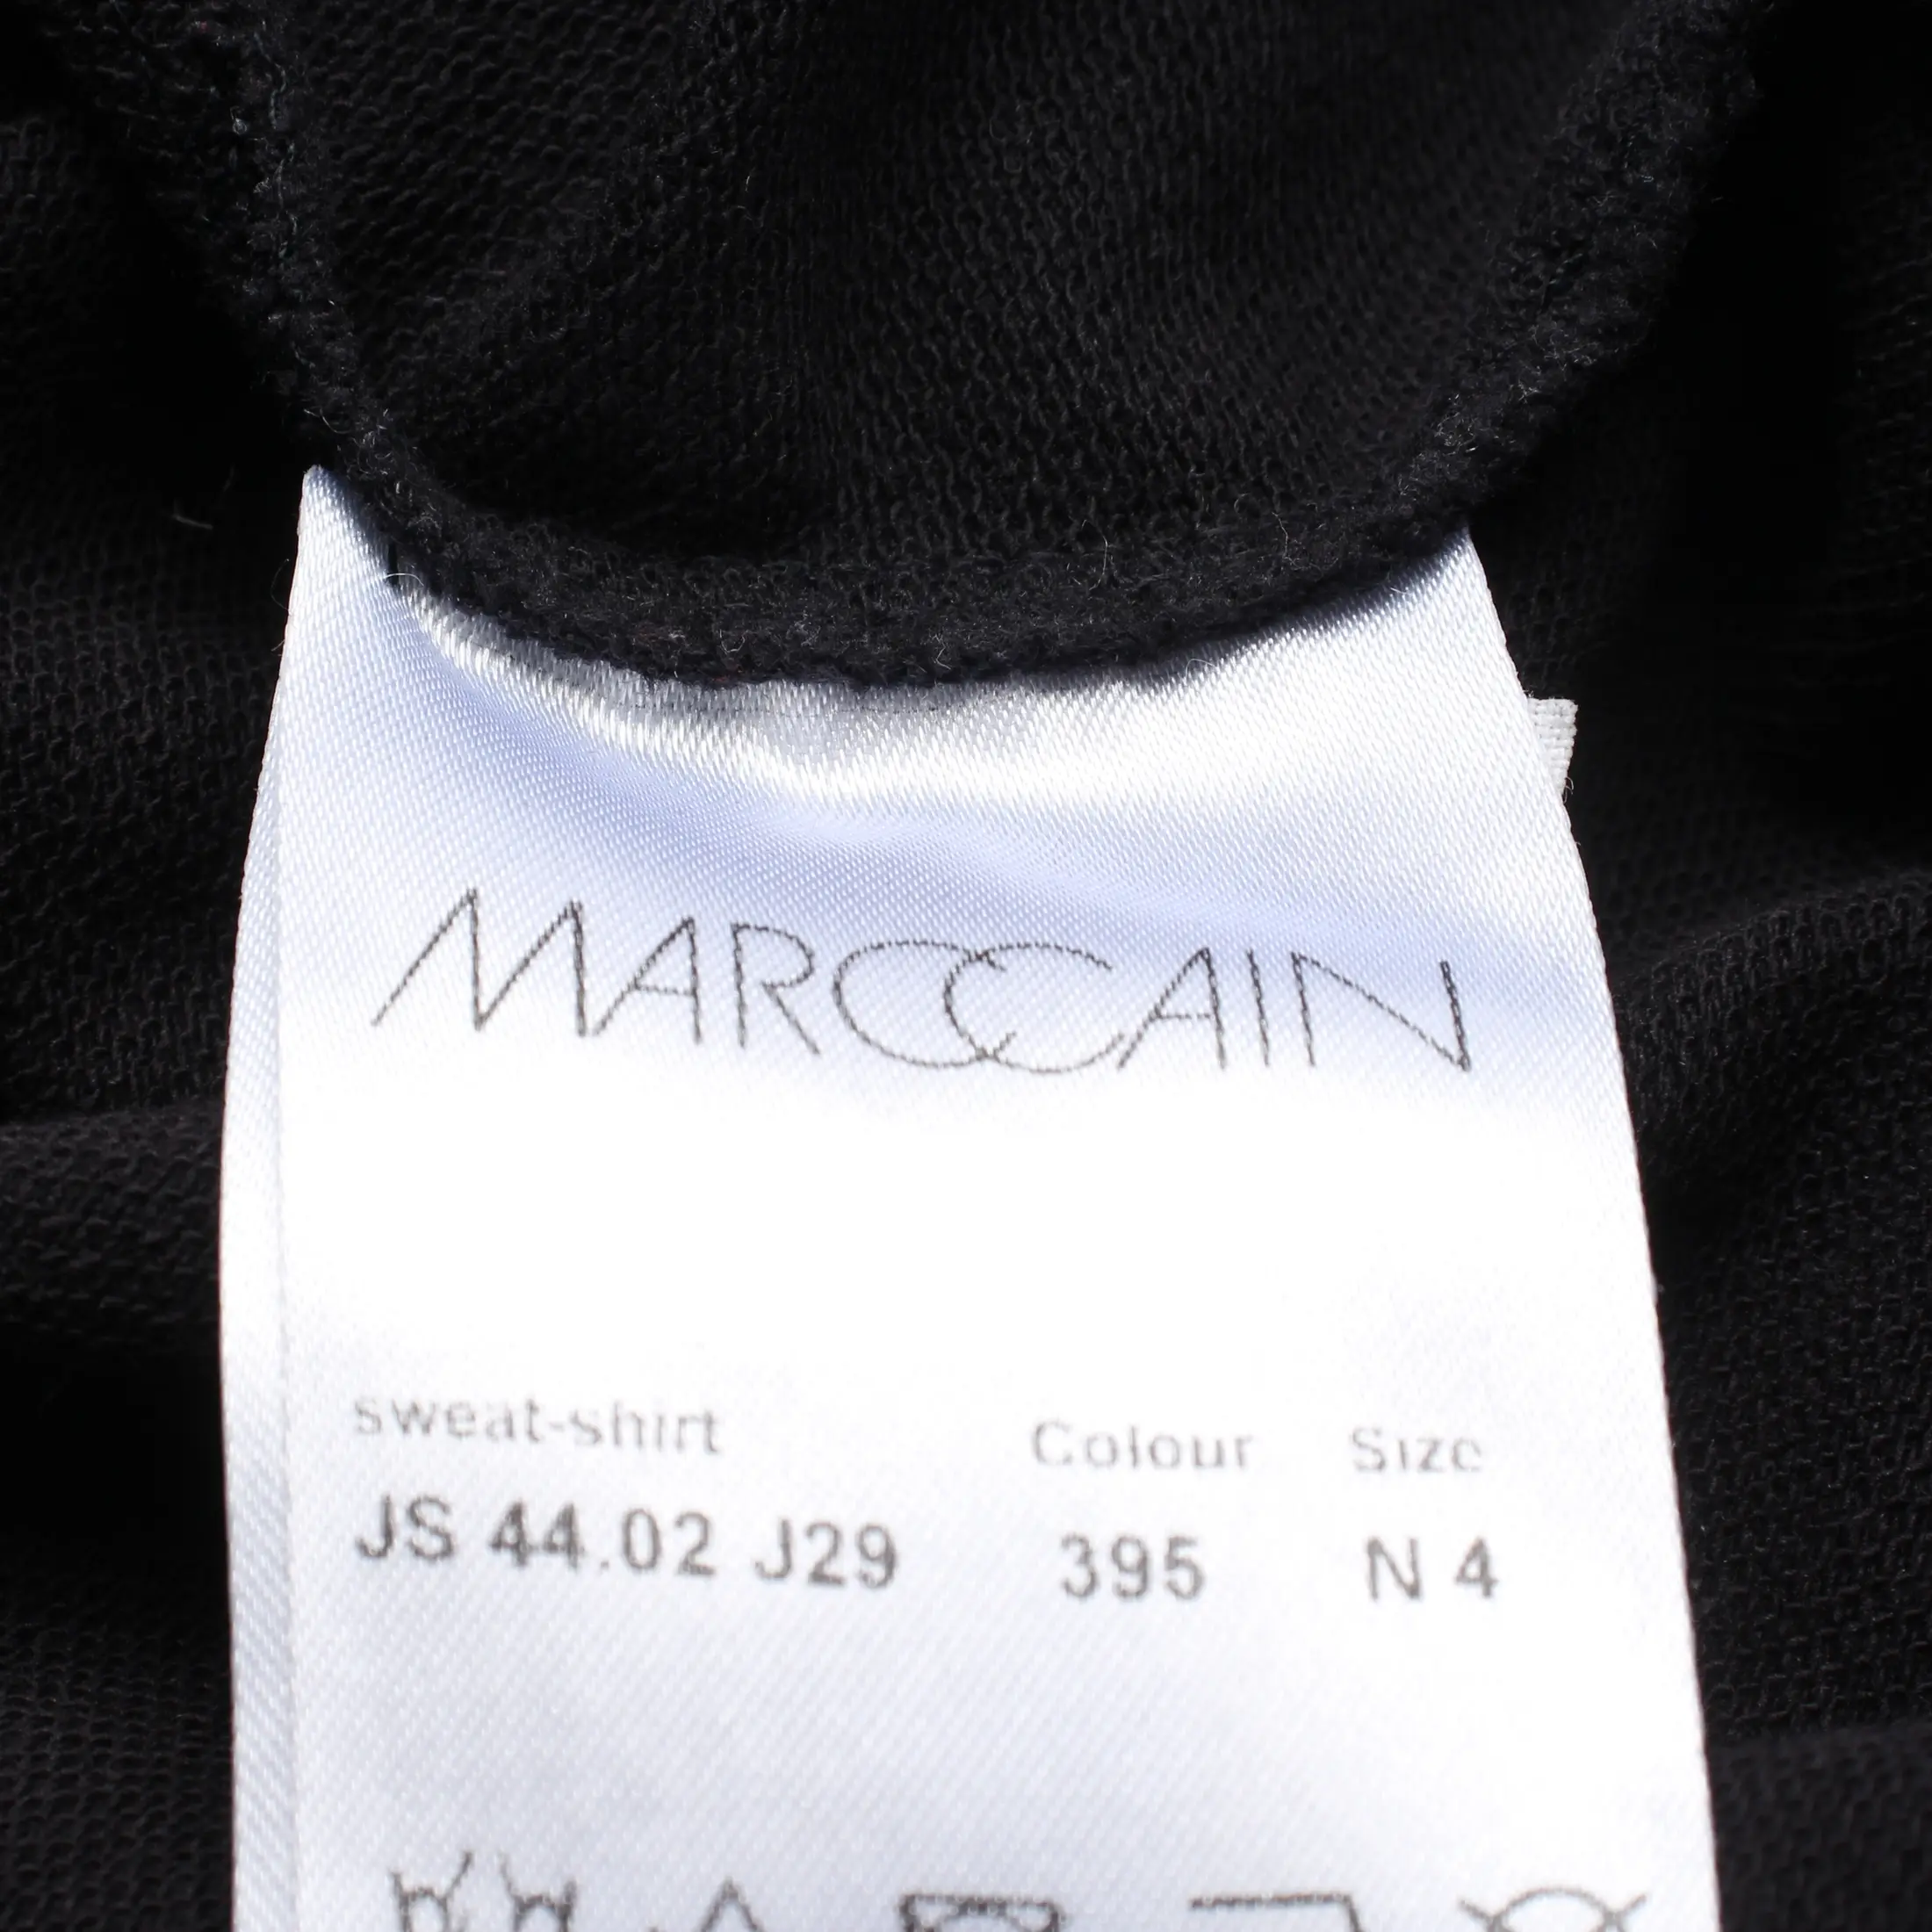 MARCCAIN
sweat-shirt Colour Size
JS 44.02 J29 395 N 4